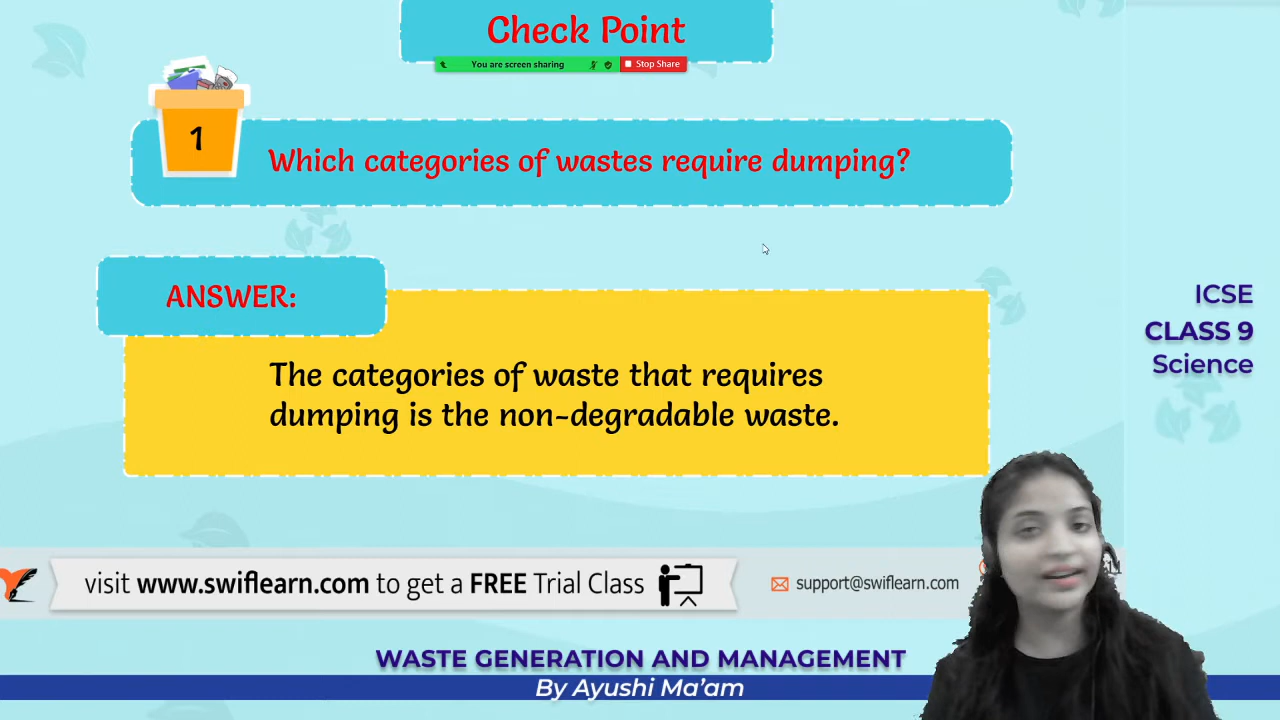 Check Point
You are screen sharing
Stop Share
1
Which categories of wastes require dumping?
ANSWER:
The categories of waste that requires
dumping is the non-degradable waste.
ICSE
CLASS 9
Science
visit www.swiflearn.com to get a FREE Trial Class
support@swiflearn.com
WASTE GENERATION AND MANAGEMENT
By Ayushi Ma'am